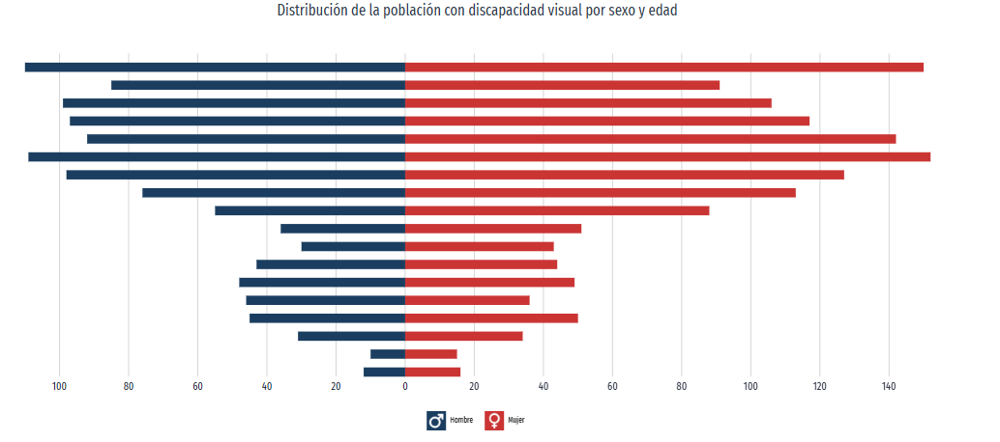 Distribución de la población con discapacidad visual por sexo y edad
100 80 60 40 20 0 20 40 60 80 100 120 140
Hombre Mujer